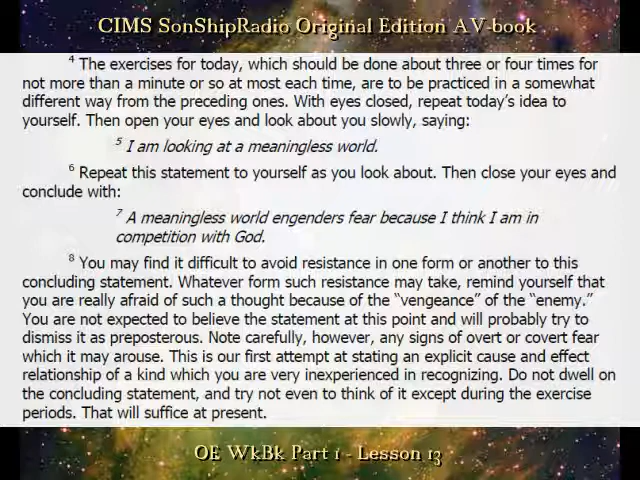 CIMS SonShipRadio Original Edition AV-book
4 The exercises for today, which should be done about three or four times for
not more than a minute or so at most each time, are to be practiced in a somewhat
different way from the preceding ones. With eyes closed, repeat today's idea to
yourself. Then open your eyes and look about you slowly, saying:
5 I am looking at a meaningless world.
6 Repeat this statement to yourself as you look about. Then close your eyes and
conclude with:
7 A meaningless world engenders fear because I think I am in
competition with God.
8 You may find it difficult to avoid resistance in one form or another to this
concluding statement. Whatever form such resistance may take, remind yourself that
you are really afraid of such a thought because of the “vengeance” of the “enemy.”
You are not expected to believe the statement at this point and will probably try to
dismiss it as preposterous. Note carefully, however, any signs of overt or covert fear
which it may arouse. This is our first attempt at stating an explicit cause and effect
relationship of a kind which you are very inexperienced in recognizing. Do not dwell on
the concluding statement, and try not even to think of it except during the exercise
periods. That will suffice at present.
OE WkBk Part 1 - Lesson 13